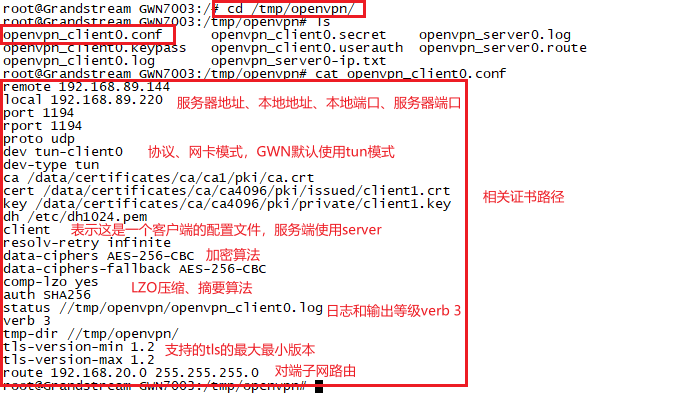 root@Grandstream GWN7003:/# cd /tmp/openvpn/
root@Grandstream GWN7003:/tmp/openvpn# ls
openvpn_client0.conf openvpn_client0.secret openvpn_server0.log
openvpn_client0.keypass openvpn_client0.userauth openvpn_server0.route
openvpn_client0.log openvpn_server0-ip.txt
root@Grandstream GWN7003:/tmp/openvpn# cat openvpn_client0.conf
remote 192.168.89.144
local 192.168.89.220 服务器地址、本地地址、本地端口、服务器端口
port 1194
rport 1194
proto udp
dev tun-client0 协议、网卡模式，GWN默认使用tun模式
dev-type tun
ca /data/certificates/ca/ca1/pki/ca.crt
cert /data/certificates/ca/ca4096/pki/issued/client1.crt
key /data/certificates/ca/ca4096/pki/private/client1.key
相关证书路径
dh /etc/dh1024.pem
client 表示这是一个客户端的配置文件，服务端使用server
resolv-retry infinite
data-ciphers AES-256-CBC 加密算法
data-ciphers-fallback AES-256-CBC
comp-lzo yes LZO压缩、摘要算法
auth SHA256
status //tmp/openvpn/openvpn_client0.log 日志和输出等级verb 3
verb 3
tmp-dir //tmp/openvpn/
tls-version-min 1.2 支持的tls的最大最小版本
tls-version-max 1.2
route 192.168.20.0 255.255.255.0 对端子网路由
root@Grandstream GWN7003:/tmp/openvpn#